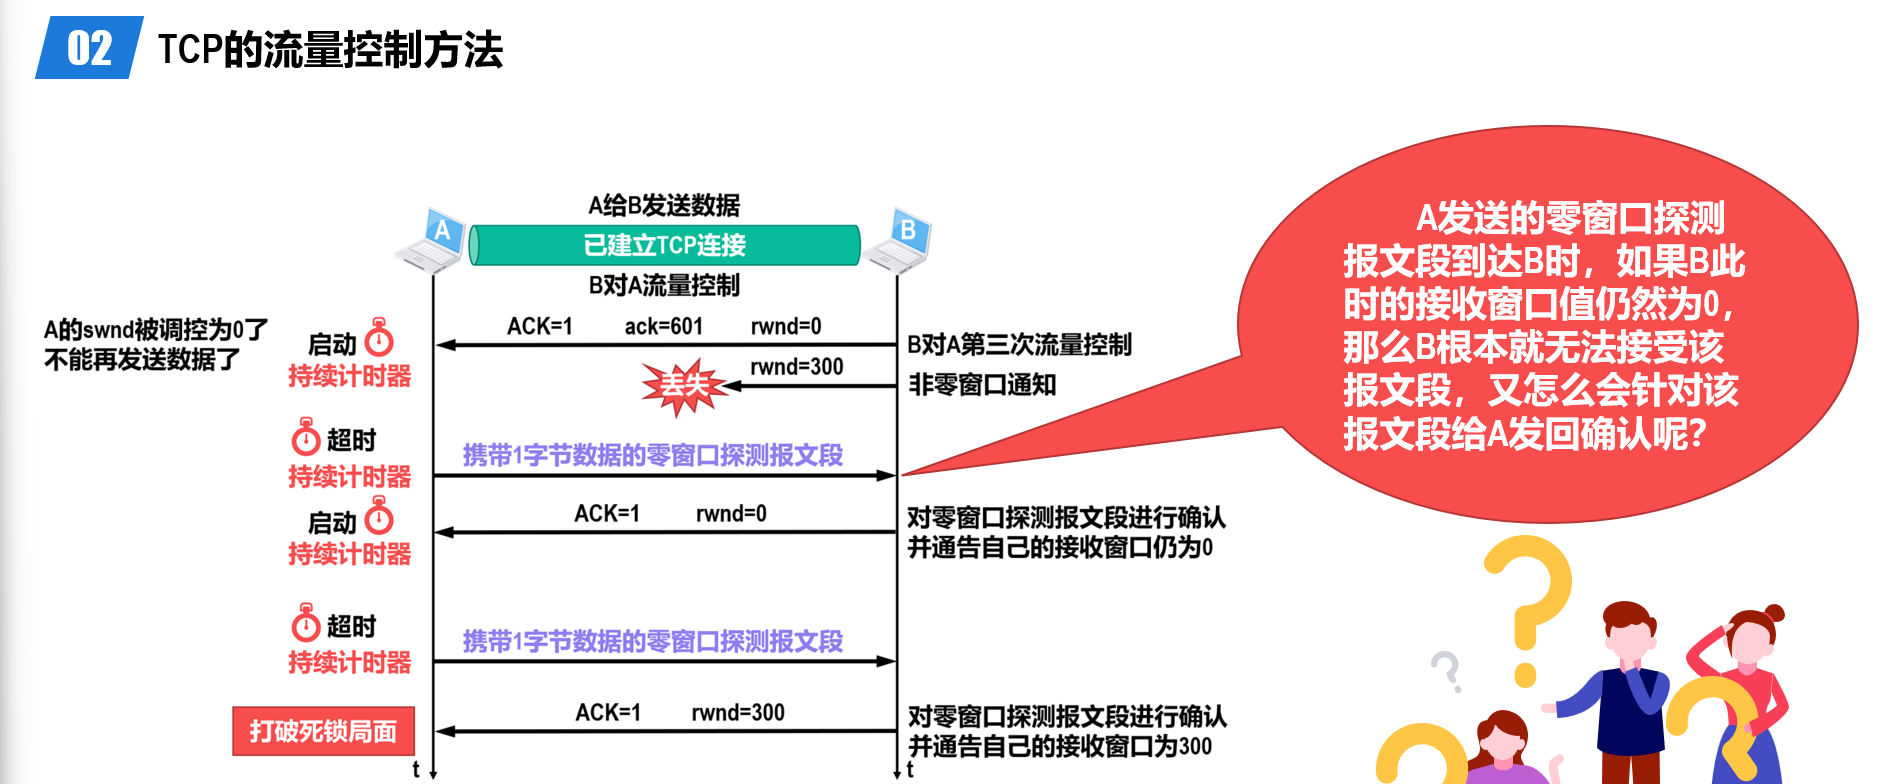 02
TCP的流量控制方法
A给B发送数据
A
已建立TCP连接
B
B对A流量控制
A的swnd被调控为0了
不能再发送数据了
启动
持续计时器
ACK=1 ack=601 rwnd=0
B对A第三次流量控制
rwnd=300
丢失
非零窗口通知
超时
持续计时器
携带1字节数据的零窗口探测报文段
启动
持续计时器
ACK=1 rwnd=0
对零窗口探测报文段进行确认
并通告自己的接收窗口仍为0
超时
持续计时器
携带1字节数据的零窗口探测报文段
打破死锁局面
ACK=1 rwnd=300
对零窗口探测报文段进行确认
并通告自己的接收窗口为300
t
t
A发送的零窗口探测
报文段到达B时，如果B此
时的接收窗口值仍然为0，
那么B根本就无法接受该
报文段，又怎么会针对该
报文段给A发回确认呢？